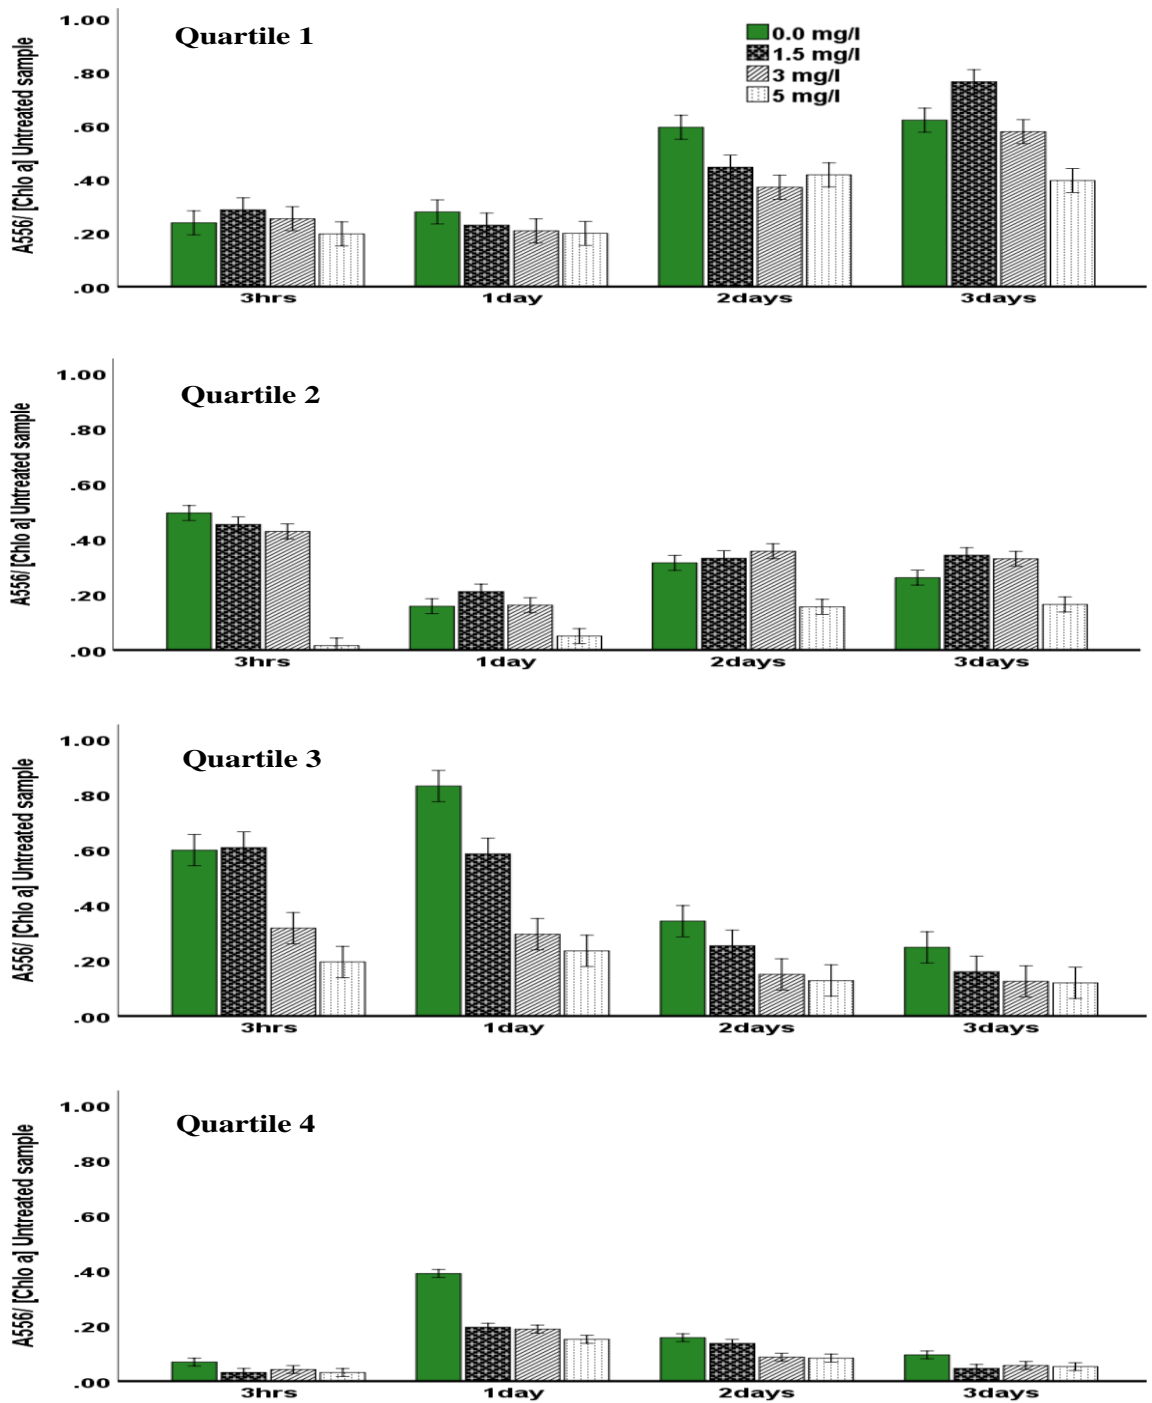 1.00
Quartile 1
0.0 mg/l
1.5 mg/l
3 mg/l
5 mg/l
.80
.60
.40
.20
.00
A556/ [Chlo a] Untreated sample
3hrs 1day 2days 3days
1.00
Quartile 2
.80
.60
.40
.20
.00
A556/ [Chlo a] Untreated sample
3hrs 1day 2days 3days
1.00
Quartile 3
.80
.60
.40
.20
.00
A556/ [Chlo a] Untreated sample
3hrs 1day 2days 3days
1.00
Quartile 4
.80
.60
.40
.20
.00
A556/ [Chlo a] Untreated sample
3hrs 1day 2days 3days